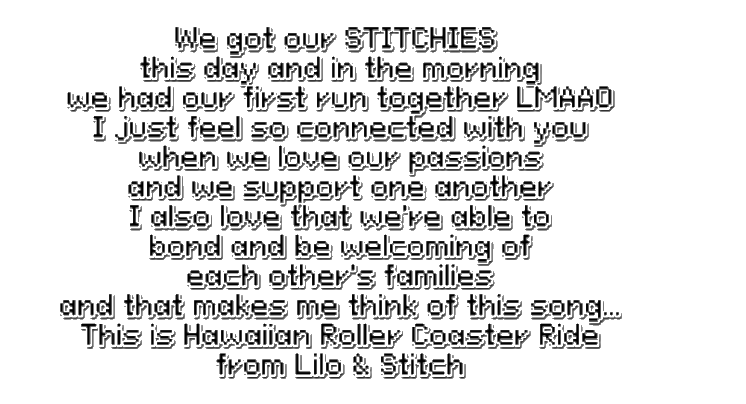 We got our STITCHIES
this day and in the morning
we had our first run together LMAAO
I just feel so connected with you
when we love our passions
and we support one another
I also love that we're able to
bond and be welcoming of
each other's families
and that makes me think of this song...
This is Hawaiian Roller Coaster Ride
from Lilo & Stitch